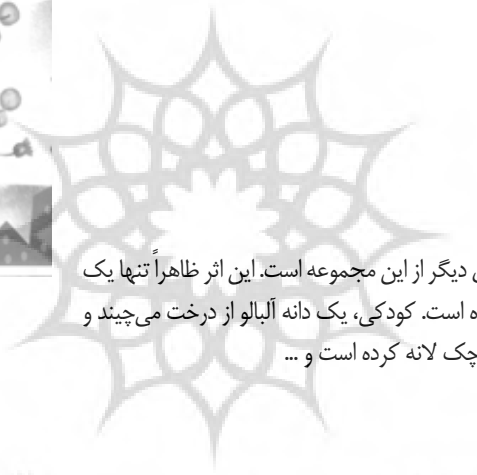 دیگر از این مجموعه است. این اثر ظاهراً تنها یک
است. کودکی، یک دانه آلبالو از درخت می‌چیند و
لانه کرده است و ...